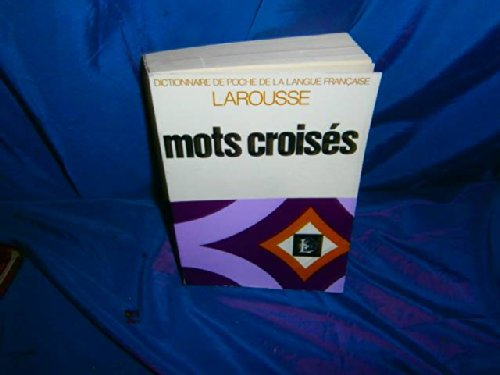 DICTIONNAIRE DE POCHE DE LA LANGUE FRANÇAISE
LAROUSSE
mots croisés
L